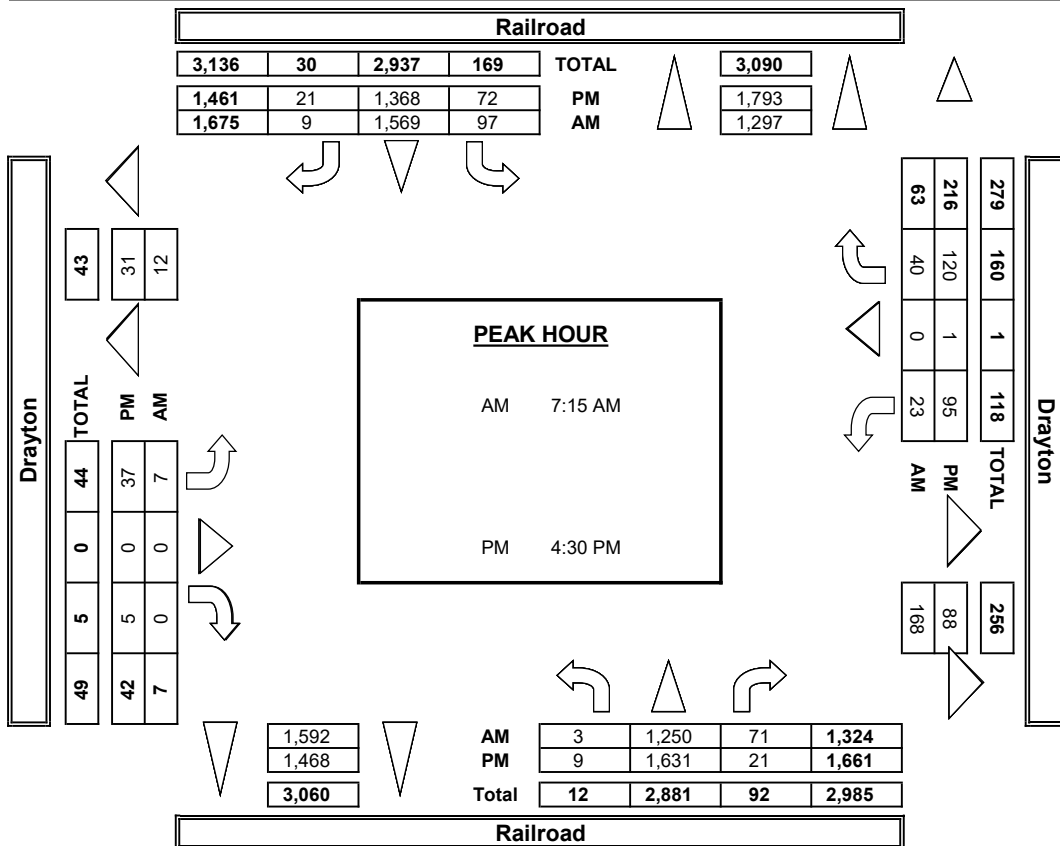 Railroad
3,136 30 2,937 169 TOTAL 3,090
1,461 21 1,368 72 PM 1,793
1,675 9 1,569 97 AM 1,297
Drayton
43
31
12
TOTAL
PM
AM
44 0 5 49
37 0 5 42
7 0 0 7
PEAK HOUR
AM 7:15 AM
PM 4:30 PM
279 160 1 118 TOTAL 256
216 120 1 95 PM 88
63 40 0 23 AM 168
Drayton
1,592 AM 3 1,250 71 1,324
1,468 PM 9 1,631 21 1,661
3,060 Total 12 2,881 92 2,985
Railroad